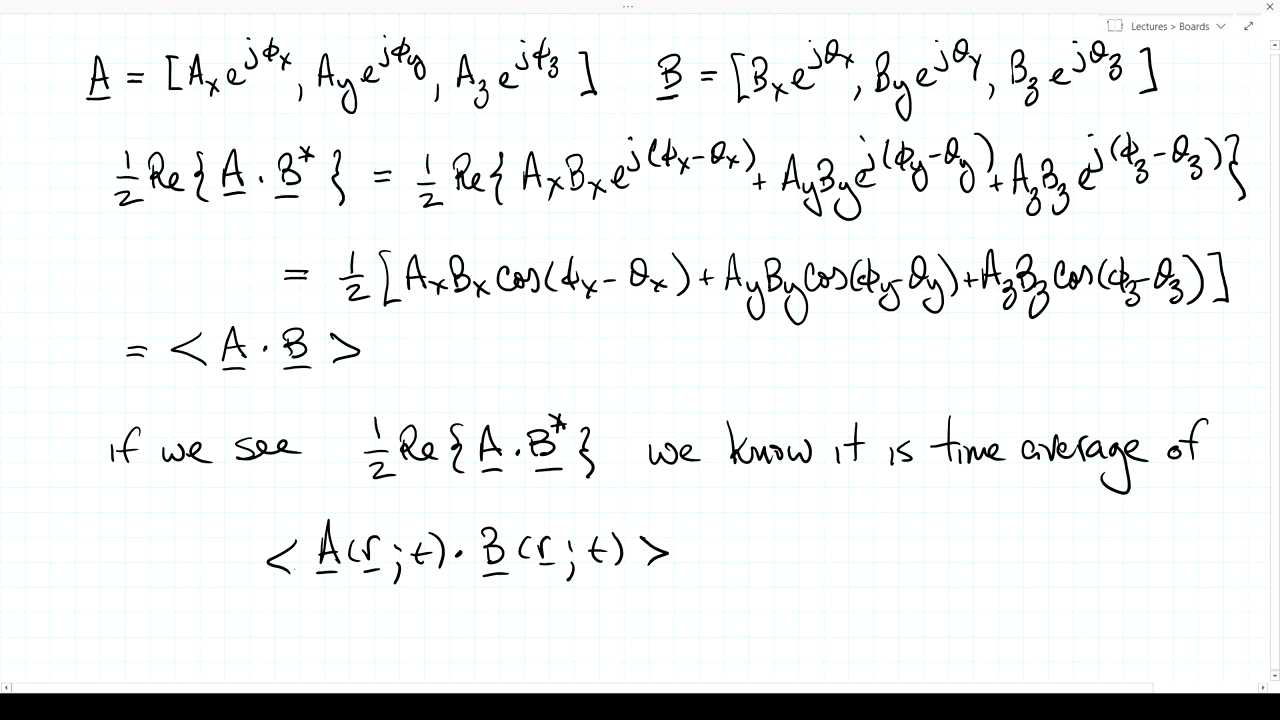 Lectures > Boards
A = [A_x e^{jϕ_x}, A_y e^{jϕ_y}, A_z e^{jϕ_z}]   B = [B_x e^{jθ_x}, B_y e^{jθ_y}, B_z e^{jθ_z}]
1/2 Re{A · B*} = 1/2 Re{A_x B_x e^{j(ϕ_x-θ_x)} + A_y B_y e^{j(ϕ_y-θ_y)} + A_z B_z e^{j(ϕ_z-θ_z)}}
= 1/2 [A_x B_x cos(ϕ_x-θ_x) + A_y B_y cos(ϕ_y-θ_y) + A_z B_z cos(ϕ_z-θ_z)]
= <A · B>
if we see 1/2 Re{A · B*} we know it is time average of
<A(r; t) · B(r; t)>